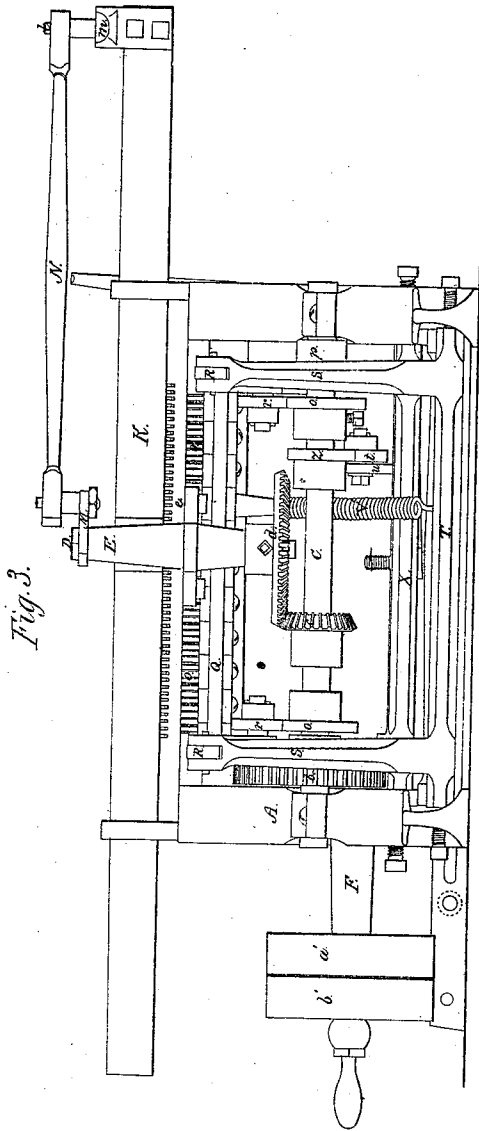 Fig. 3.
N.
m
K.
D.
E.
e.
R
R
Q
A.
r.
r.
o.
o.
p.
S.
S.
Z
d.
C.
t.
u
b.
X.
T.
F.
a'
b'